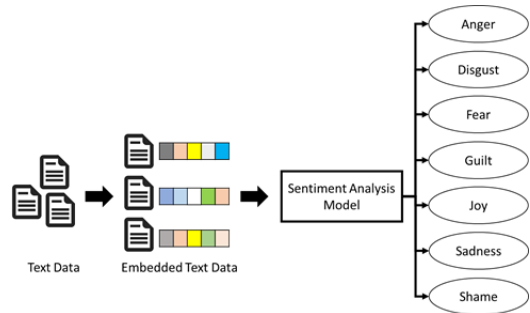 Anger
Disgust
Fear
Guilt
Joy
Sadness
Shame
Sentiment Analysis
Model
Text Data
Embedded Text Data